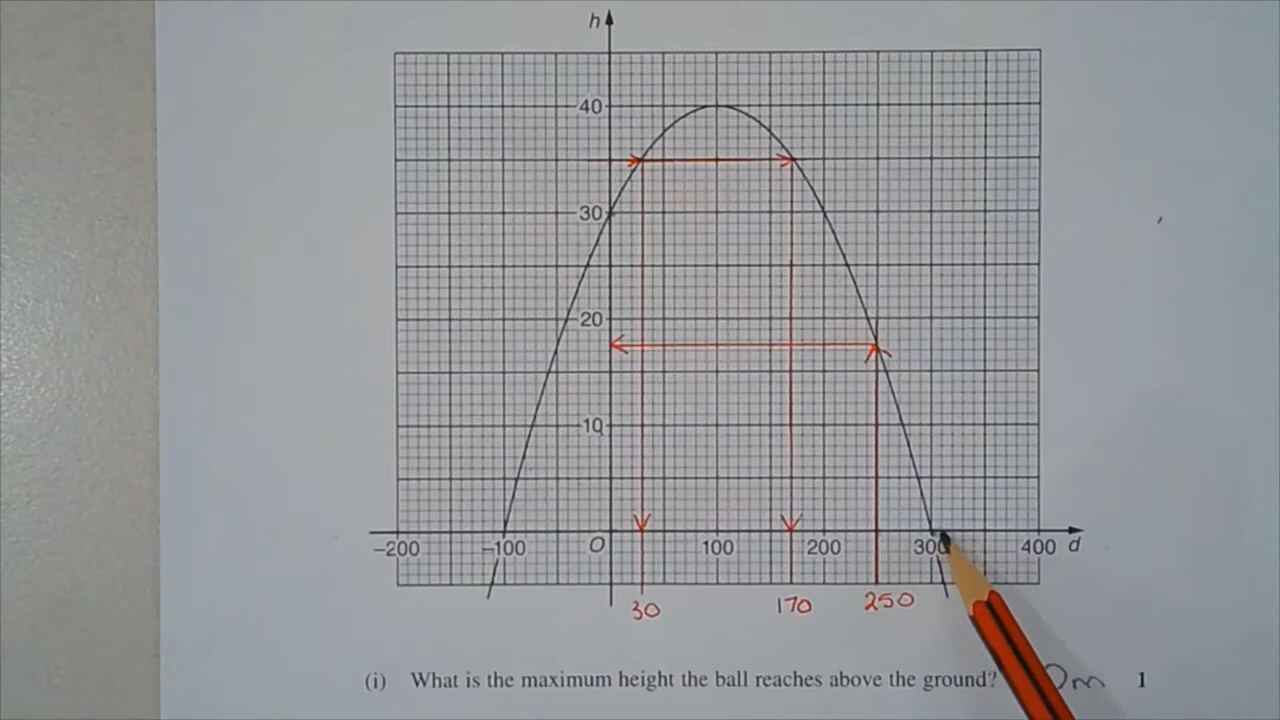 h
40
30
20
10
−200 −100 O 100 200 300 400 d
30 170 250
(i) What is the maximum height the ball reaches above the ground? 1